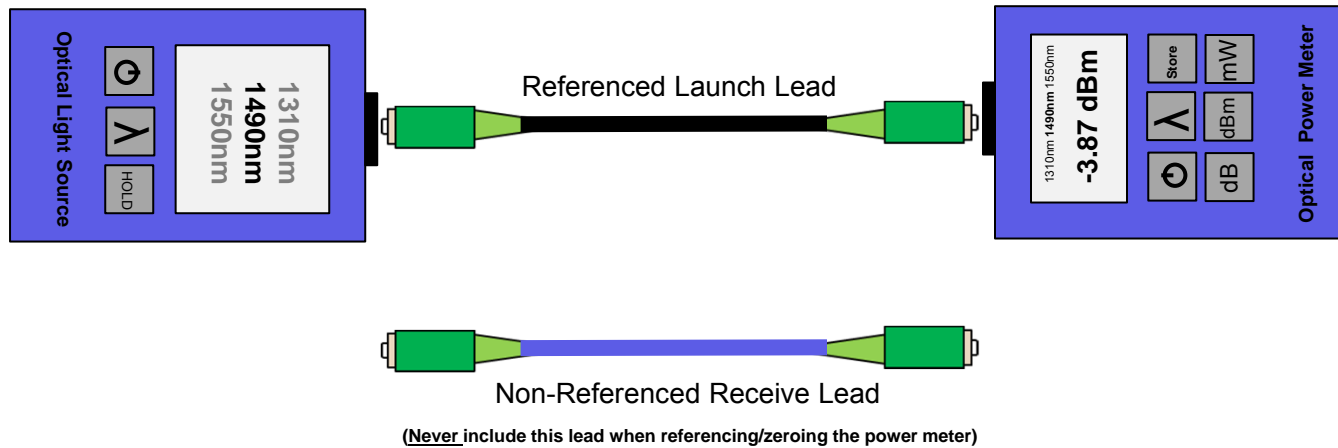 Optical Light Source
λ
HOLD
1310nm
1490nm
1550nm
Referenced Launch Lead
1310nm 1490nm 1550nm
-3.87 dBm
Store
λ
mW
dBm
dB
Optical Power Meter
Non-Referenced Receive Lead
(Never include this lead when referencing/zeroing the power meter)